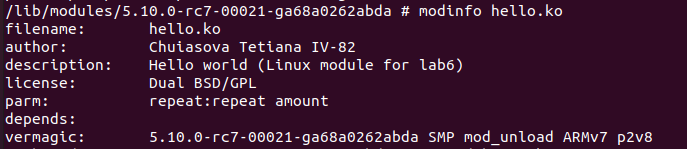 /lib/modules/5.10.0-rc7-00021-ga68a0262abda # modinfo hello.ko
filename:       hello.ko
author:         Chuiasova Tetiana IV-82
description:    Hello world (Linux module for lab6)
license:        Dual BSD/GPL
parm:           repeat:repeat amount
depends:
vermagic:       5.10.0-rc7-00021-ga68a0262abda SMP mod_unload ARMv7 p2v8